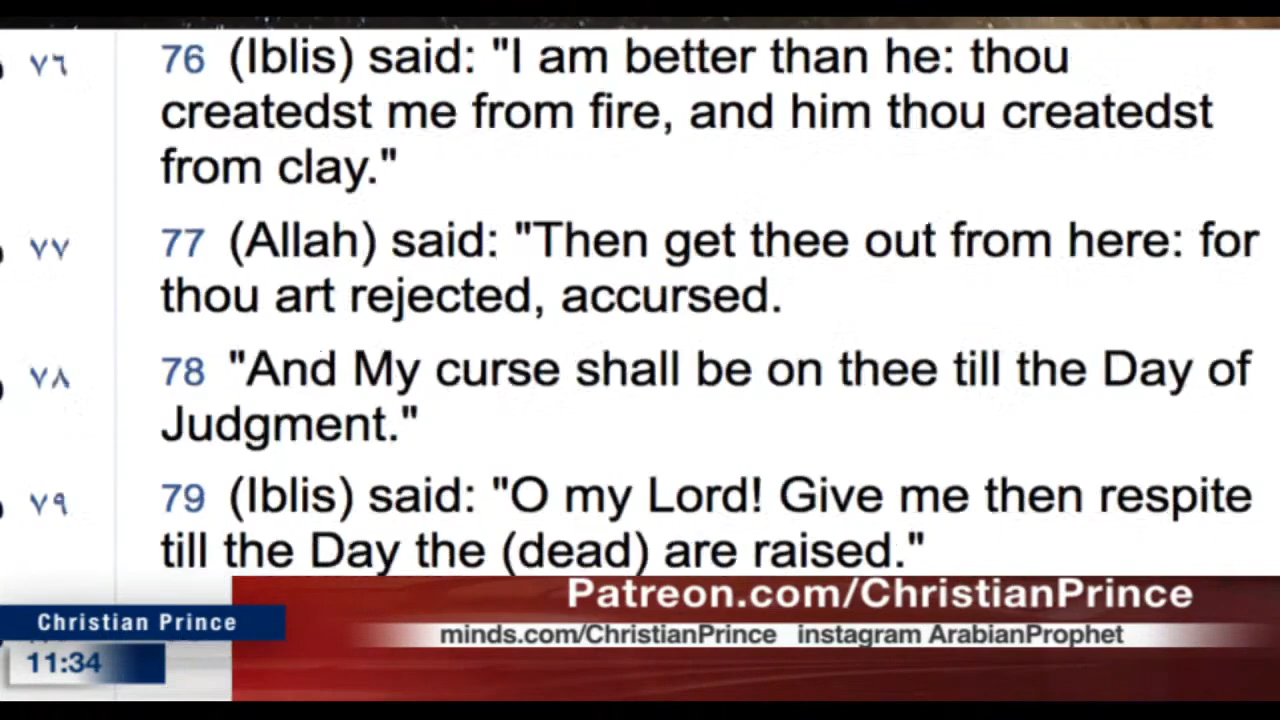 ٧٦ 76 (Iblis) said: "I am better than he: thou
createdst me from fire, and him thou createdst
from clay."
٧٧ 77 (Allah) said: "Then get thee out from here: for
thou art rejected, accursed.
٧٨ 78 "And My curse shall be on thee till the Day of
Judgment."
٧٩ 79 (Iblis) said: "O my Lord! Give me then respite
till the Day the (dead) are raised."
Patreon.com/ChristianPrince
Christian Prince
minds.com/ChristianPrince instagram ArabianProphet
11:34